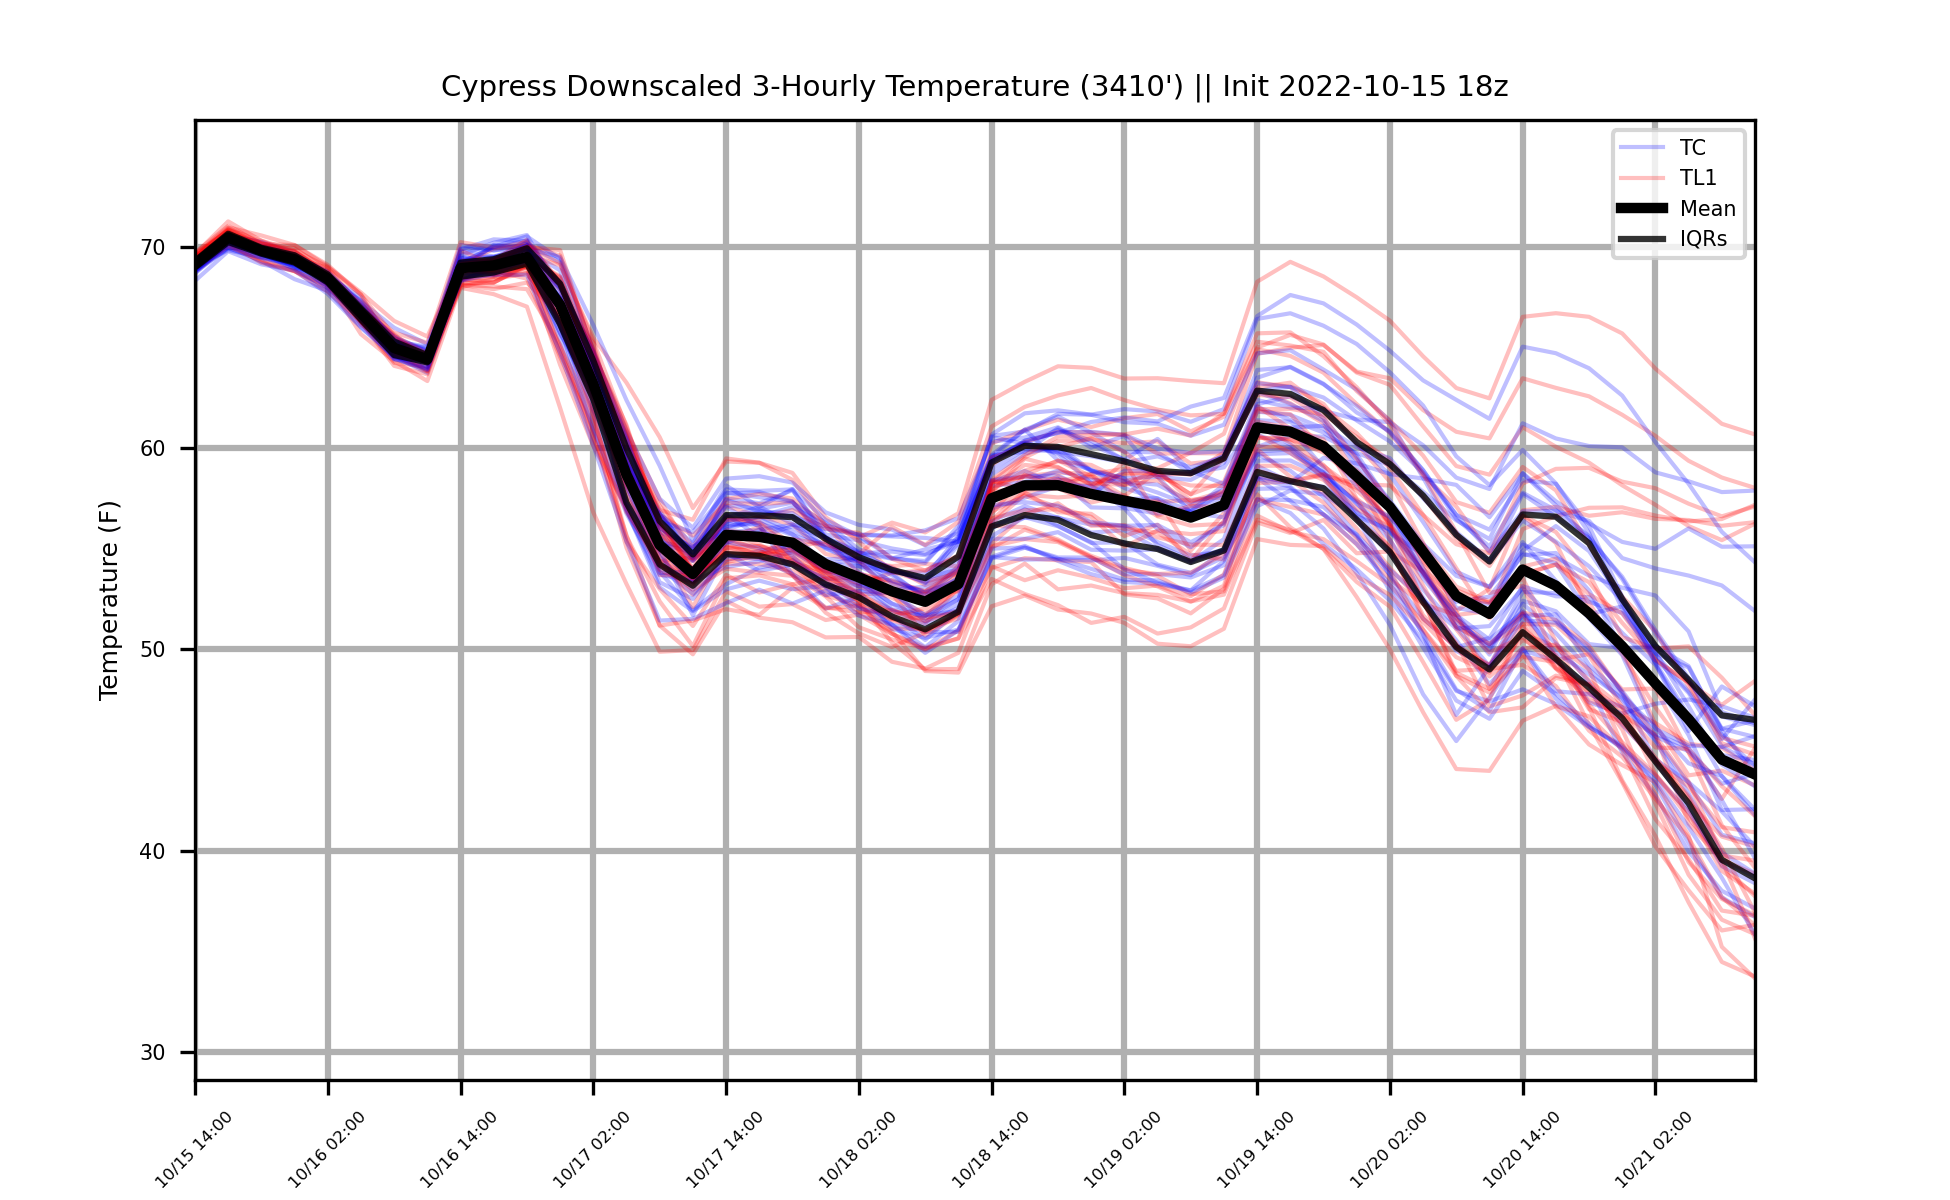 Cypress Downscaled 3-Hourly Temperature (3410') || Init 2022-10-15 18z
TC
TL1
Mean
IQRs
Temperature (F)
70
60
50
40
30
10/15 14:00
10/16 02:00
10/16 14:00
10/17 02:00
10/17 14:00
10/18 02:00
10/18 14:00
10/19 02:00
10/19 14:00
10/20 02:00
10/20 14:00
10/21 02:00